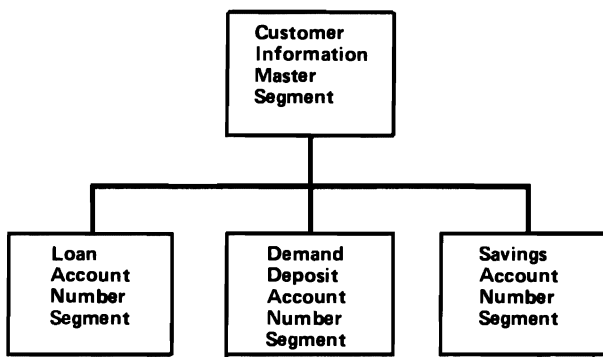 Customer
Information
Master
Segment
Loan
Account
Number
Segment
Demand
Deposit
Account
Number
Segment
Savings
Account
Number
Segment